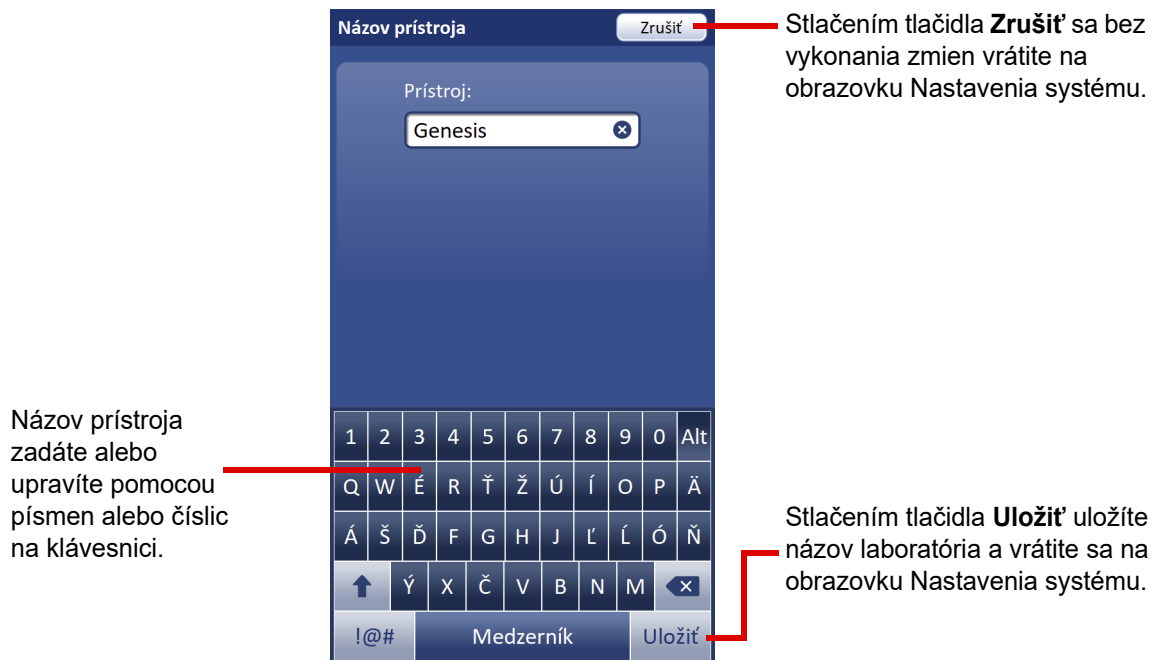 Názov prístroja
Zrušiť
Stlačením tlačidla Zrušiť sa bez
vykonania zmien vrátite na
obrazovku Nastavenia systému.
Prístroj:
Genesis
Názov prístroja
zadáte alebo
upravíte pomocou
písmen alebo číslic
na klávesnici.
1 2 3 4 5 6 7 8 9 0 Alt
Q W É R Ť Ž Ú Í O P Ä
Á Š Ď F G H J Ľ Ĺ Ó Ň
Ý X Č V B N M
!@# Medzerník Uložiť
Stlačením tlačidla Uložiť uložíte
názov laboratória a vrátite sa na
obrazovku Nastavenia systému.